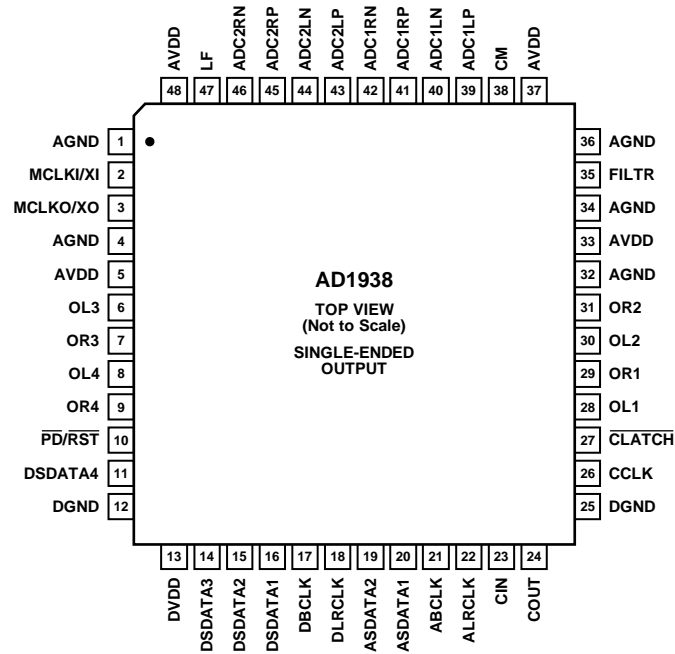 AVDD
LF
ADC2RN
ADC2RP
ADC2LN
ADC2LP
ADC1RN
ADC1RP
ADC1LN
ADC1LP
CM
AVDD
48 47 46 45 44 43 42 41 40 39 38 37
AGND 1
MCLKI/XI 2
MCLKO/XO 3
AGND 4
AVDD 5
OL3 6
OR3 7
OL4 8
OR4 9
PD/RST 10
DSDATA4 11
DGND 12
AD1938
TOP VIEW
(Not to Scale)
SINGLE-ENDED
OUTPUT
36 AGND
35 FILTR
34 AGND
33 AVDD
32 AGND
31 OR2
30 OL2
29 OR1
28 OL1
27 CLATCH
26 CCLK
25 DGND
13 14 15 16 17 18 19 20 21 22 23 24
DVDD
DSDATA3
DSDATA2
DSDATA1
DBCLK
DLRCLK
ASDATA2
ASDATA1
ABCLK
ALRCLK
CIN
COUT